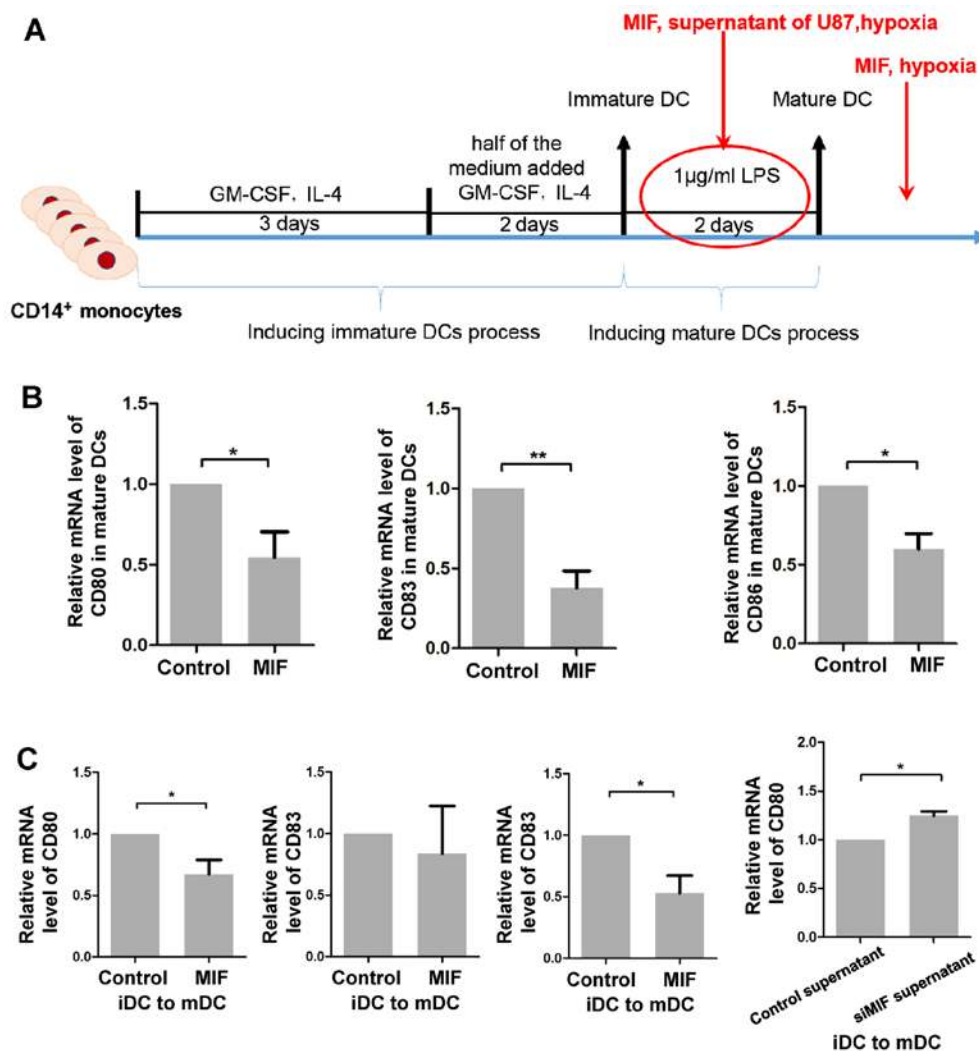 A
MIF, supernatant of U87,hypoxia
MIF, hypoxia
Immature DC
Mature DC
half of the
medium added
GM-CSF, IL-4
GM-CSF, IL-4
1µg/ml LPS
3 days
2 days
2 days
CD14+ monocytes
Inducing immature DCs process
Inducing mature DCs process
B
Relative mRNA level of
CD80 in mature DCs
1.5
1.0
0.5
0.0
*
Control
MIF
Relative mRNA level of
CD83 in mature DCs
1.5
1.0
0.5
0.0
**
Control
MIF
Relative mRNA level of
CD86 in mature DCs
1.5
1.0
0.5
0.0
*
Control
MIF
C
Relative mRNA
level of CD80
1.5
1.0
0.5
0.0
*
Control
MIF
iDC to mDC
Relative mRNA
level of CD83
1.5
1.0
0.5
0.0
Control
MIF
iDC to mDC
Relative mRNA
level of CD83
1.5
1.0
0.5
0.0
*
Control
MIF
iDC to mDC
Relative mRNA
level of CD80
2.0
1.5
1.0
0.5
0.0
*
Control supernatant
siMIF supernatant
iDC to mDC